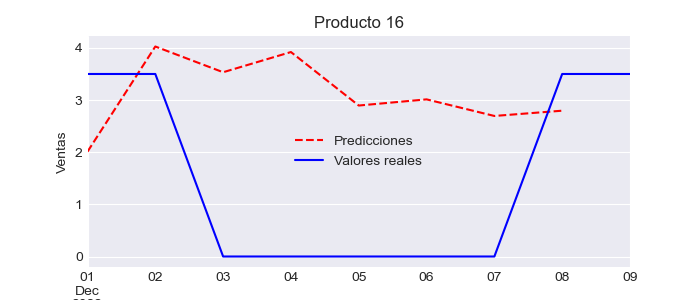 Producto 16
Ventas
4
3
2
1
0
Predicciones
Valores reales
01 02 03 04 05 06 07 08 09
Dec